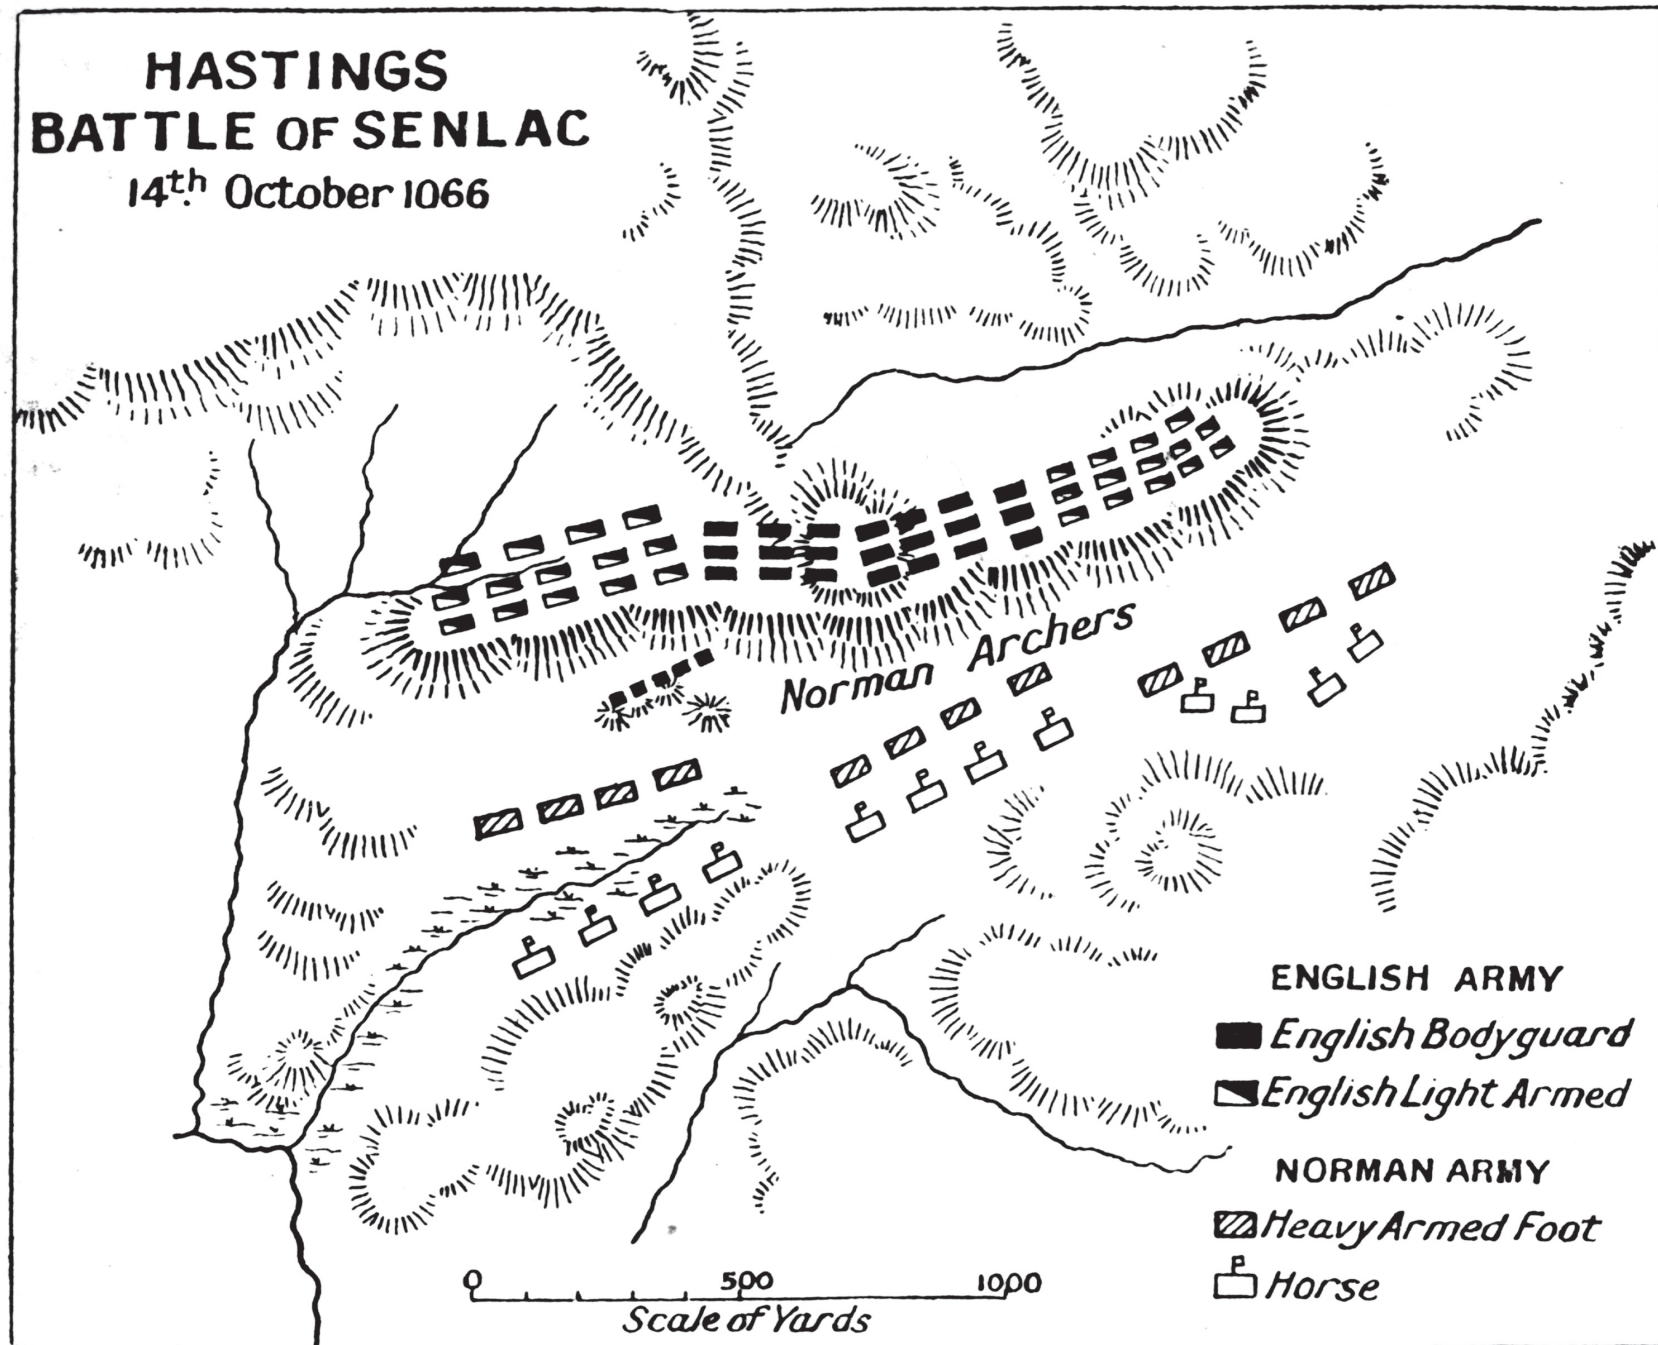 HASTINGS
BATTLE OF SENLAC
14th October 1066
Norman Archers
ENGLISH ARMY
English Bodyguard
English Light Armed
NORMAN ARMY
Heavy Armed Foot
Horse
0 500 1000
Scale of Yards